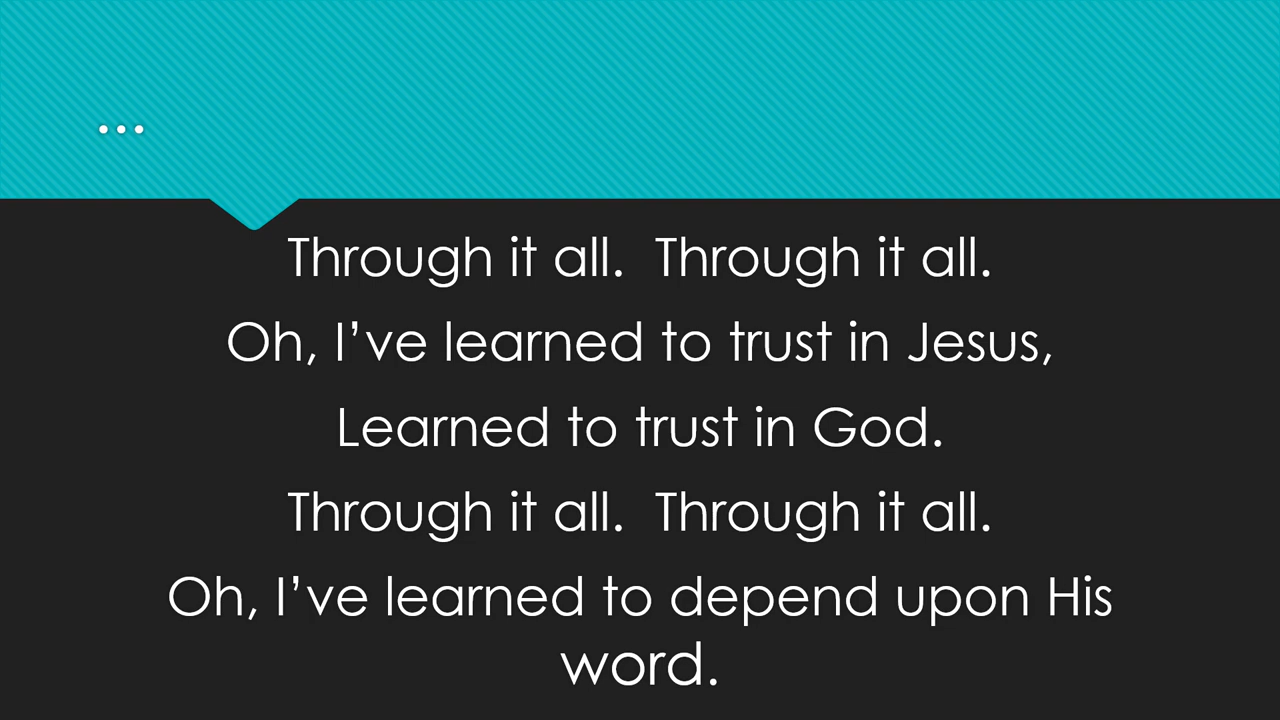 ...
Through it all.  Through it all.
Oh, I’ve learned to trust in Jesus,
Learned to trust in God.
Through it all.  Through it all.
Oh, I’ve learned to depend upon His
word.